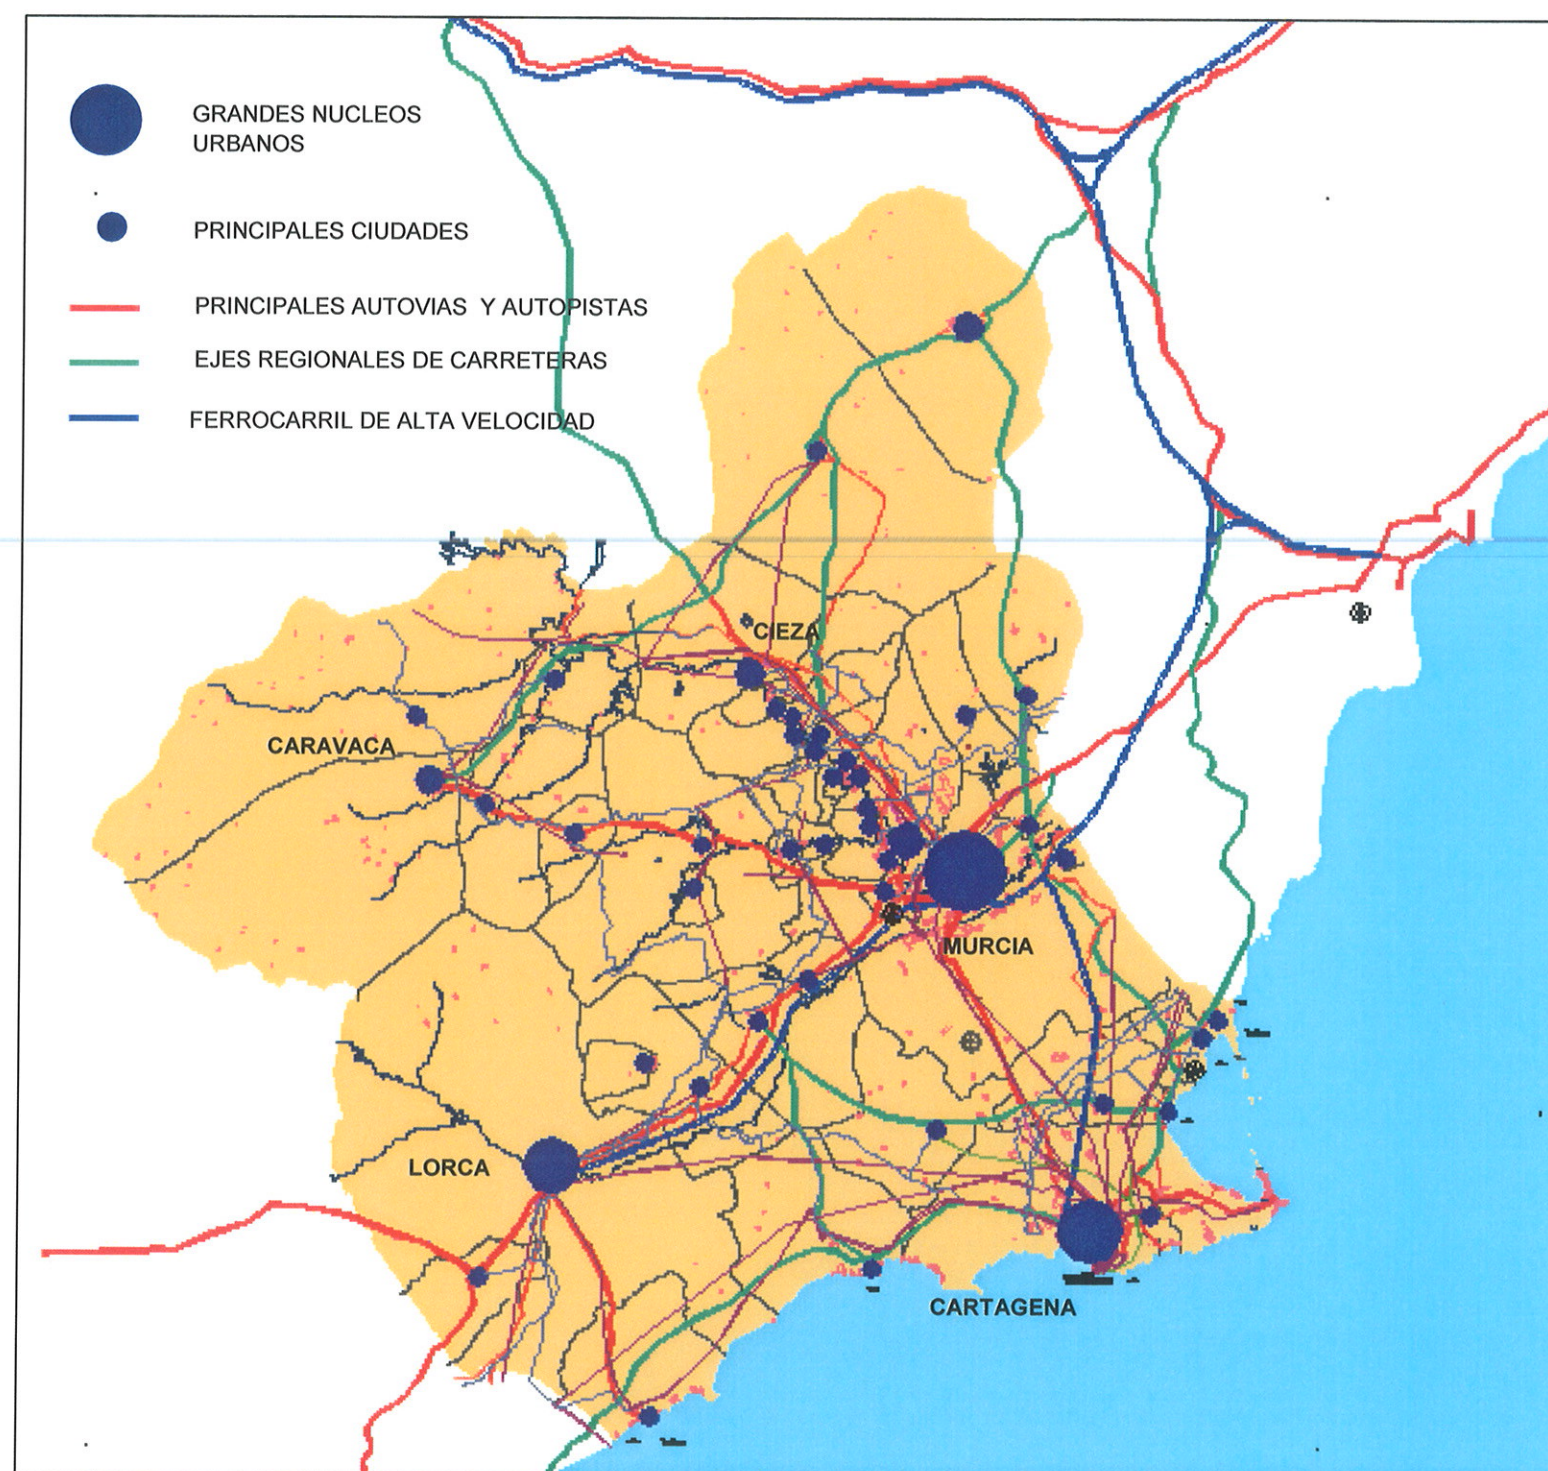 GRANDES NUCLEOS
URBANOS
PRINCIPALES CIUDADES
PRINCIPALES AUTOVIAS Y AUTOPISTAS
EJES REGIONALES DE CARRETERAS
FERROCARRIL DE ALTA VELOCIDAD
CIEZA
CARAVACA
MURCIA
LORCA
CARTAGENA